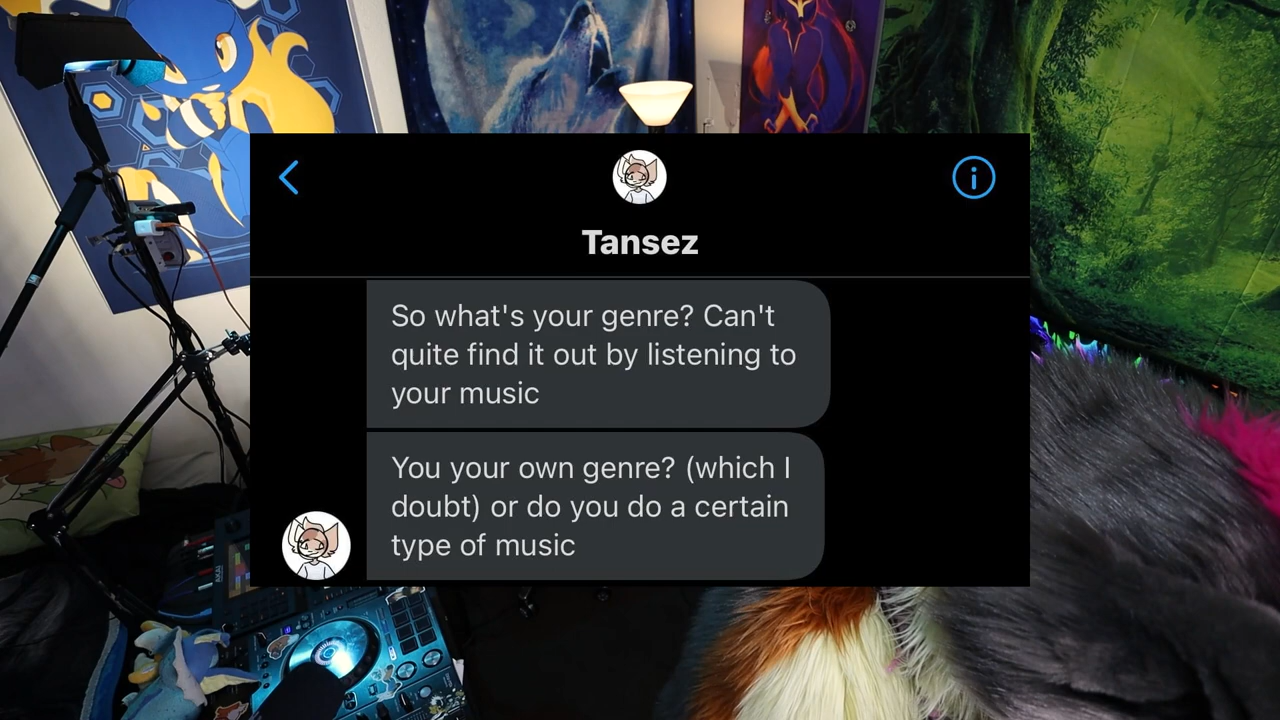 Tansez
So what's your genre? Can't
quite find it out by listening to
your music
You your own genre? (which I
doubt) or do you do a certain
type of music
AKAI